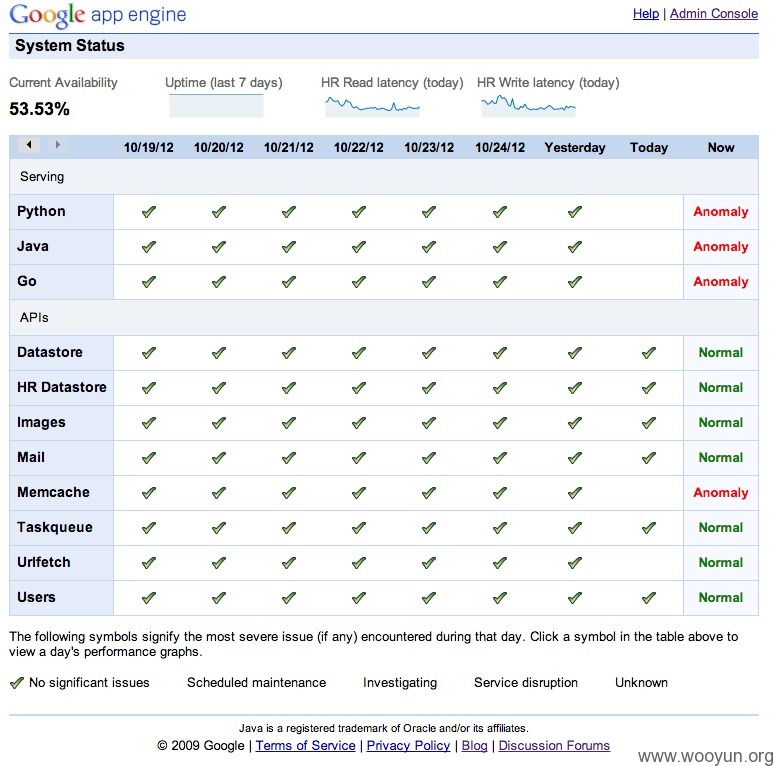 Google app engine
Help | Admin Console
System Status
Current Availability Uptime (last 7 days) HR Read latency (today) HR Write latency (today)
53.53%
10/19/12 10/20/12 10/21/12 10/22/12 10/23/12 10/24/12 Yesterday Today Now
Serving
Python Anomaly
Java Anomaly
Go Anomaly
APIs
Datastore Normal
HR Datastore Normal
Images Normal
Mail Normal
Memcache Anomaly
Taskqueue Normal
Urlfetch Normal
Users Normal
The following symbols signify the most severe issue (if any) encountered during that day. Click a symbol in the table above to
view a day's performance graphs.
No significant issues Scheduled maintenance Investigating Service disruption Unknown
Java is a registered trademark of Oracle and/or its affiliates.
© 2009 Google | Terms of Service | Privacy Policy | Blog | Discussion Forums
www.wooyun.org